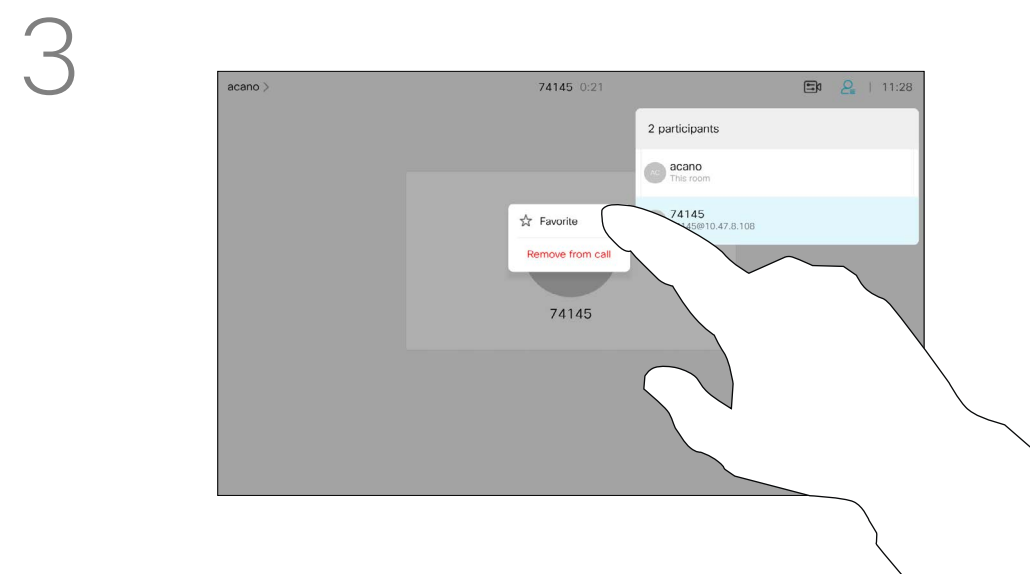 3
acano >
74145 0:21
| 11:28
2 participants
AC
acano
This room
74145
145@10.47.8.108
Favorite
Remove from call
74145